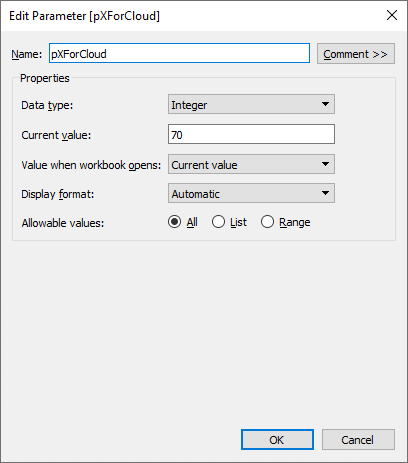 Edit Parameter [pXForCloud]
Name: pXForCloud Comment >>
Properties
Data type: Integer
Current value: 70
Value when workbook opens: Current value
Display format: Automatic
Allowable values: All List Range
OK Cancel